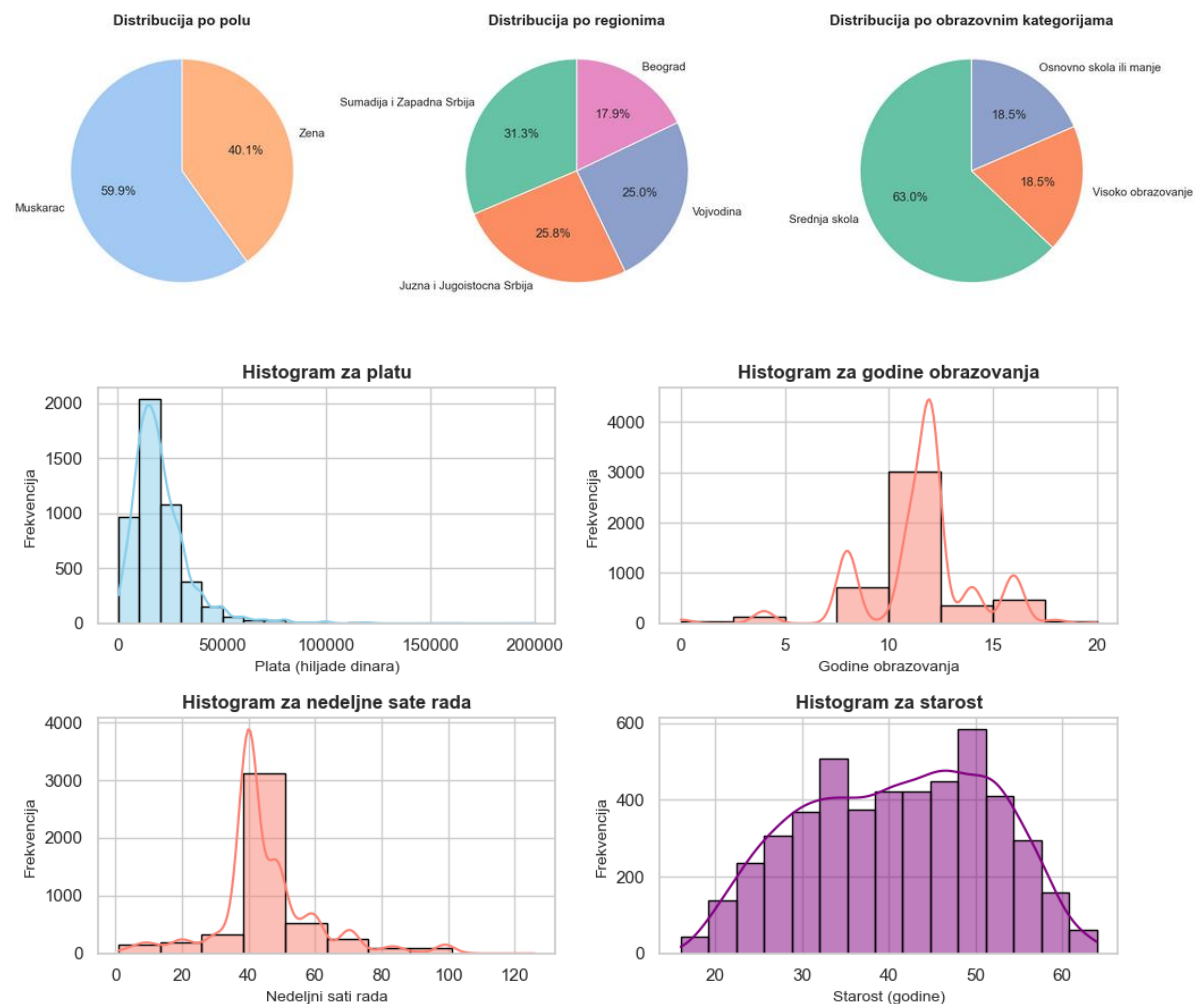 Distribucija po polu
Zena
40.1%
59.9%
Muskarac
Distribucija po regionima
Beograd
Sumadija i Zapadna Srbija
17.9%
31.3%
25.0%
Vojvodina
25.8%
Juzna i Jugoistocna Srbija
Distribucija po obrazovnim kategorijama
Osnovno skola ili manje
18.5%
18.5%
Visoko obrazovanje
63.0%
Srednja skola
Histogram za platu
Frekvencija
2000
1500
1000
500
0
0 50000 100000 150000 200000
Plata (hiljade dinara)
Histogram za godine obrazovanja
Frekvencija
4000
3000
2000
1000
0
0 5 10 15 20
Godine obrazovanja
Histogram za nedeljne sate rada
Frekvencija
4000
3000
2000
1000
0
0 20 40 60 80 100 120
Nedeljni sati rada
Histogram za starost
Frekvencija
600
400
200
0
20 30 40 50 60
Starost (godine)